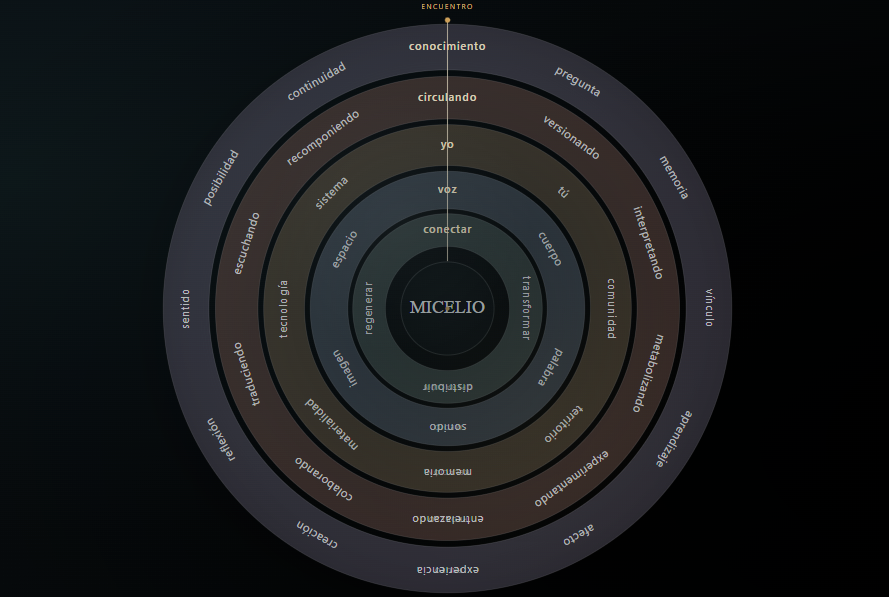 ENCUENTRO
conocimiento
pregunta
memoria
vínculo
aprendizaje
afecto
experiencia
creación
reflexión
sentido
posibilidad
continuidad
circulando
versionando
interpretando
metabolizando
experimentando
entrelazando
colaborando
traduciendo
escuchando
recomponiendo
yo
tú
comunidad
territorio
memoria
materialidad
tecnología
sistema
voz
cuerpo
palabra
sonido
imagen
espacio
conectar
transformar
distribuir
regenerar
MICELIO